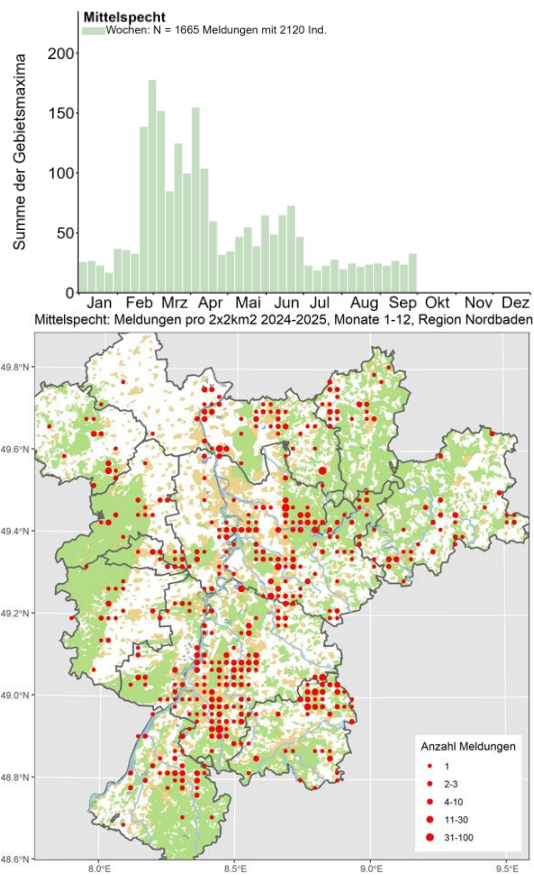 Mittelspecht
Wochen: N = 1665 Meldungen mit 2120 Ind.
Summe der Gebietsmaxima
200
150
100
50
0
Jan Feb Mrz Apr Mai Jun Jul Aug Sep Okt Nov Dez
Mittelspecht: Meldungen pro 2x2km2 2024-2025, Monate 1-12, Region Nordbaden
49.8°N
49.6°N
49.4°N
49.2°N
49.0°N
48.8°N
48.6°N
Anzahl Meldungen
1
2-3
4-10
11-30
31-100
8.0°E 8.5°E 9.0°E 9.5°E